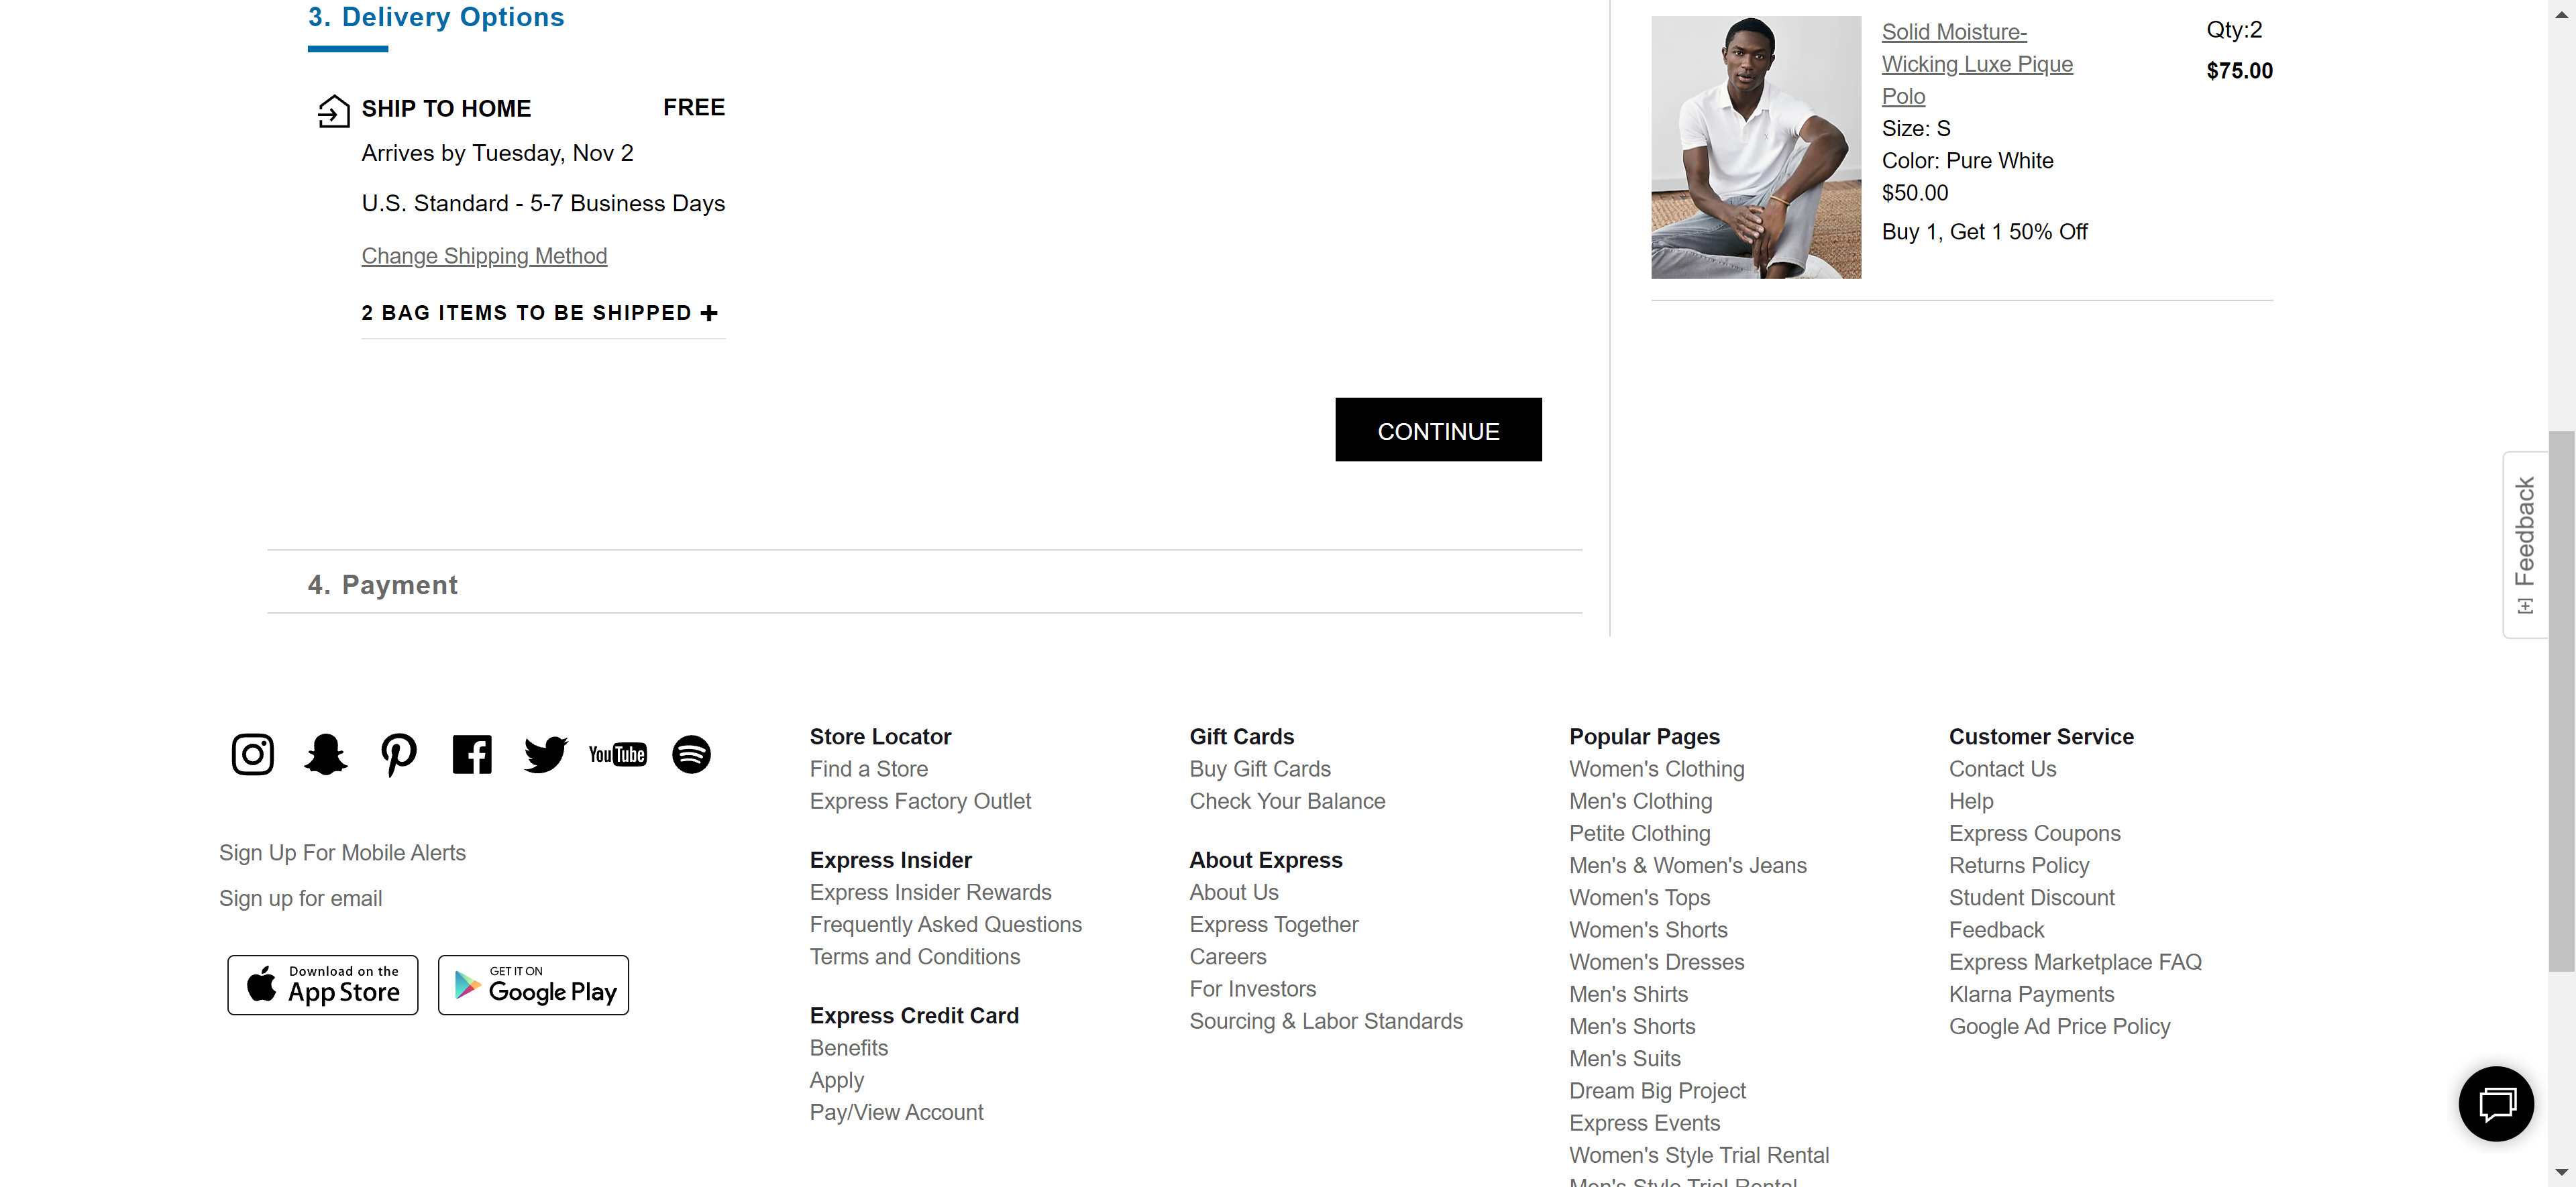 3. Delivery Options
SHIP TO HOME FREE
Arrives by Tuesday, Nov 2
U.S. Standard - 5-7 Business Days
Change Shipping Method
2 BAG ITEMS TO BE SHIPPED +
CONTINUE
4. Payment
Solid Moisture-
Wicking Luxe Pique
Polo
Size: S
Color: Pure White
$50.00
Buy 1, Get 1 50% Off
Qty:2
$75.00
[+] Feedback
YouTube
Sign Up For Mobile Alerts
Sign up for email
Download on the
App Store
GET IT ON
Google Play
Store Locator
Find a Store
Express Factory Outlet
Express Insider
Express Insider Rewards
Frequently Asked Questions
Terms and Conditions
Express Credit Card
Benefits
Apply
Pay/View Account
Gift Cards
Buy Gift Cards
Check Your Balance
About Express
About Us
Express Together
Careers
For Investors
Sourcing & Labor Standards
Popular Pages
Women's Clothing
Men's Clothing
Petite Clothing
Men's & Women's Jeans
Women's Tops
Women's Shorts
Women's Dresses
Men's Shirts
Men's Shorts
Men's Suits
Dream Big Project
Express Events
Women's Style Trial Rental
Men's Style Trial Rental
Customer Service
Contact Us
Help
Express Coupons
Returns Policy
Student Discount
Feedback
Express Marketplace FAQ
Klarna Payments
Google Ad Price Policy